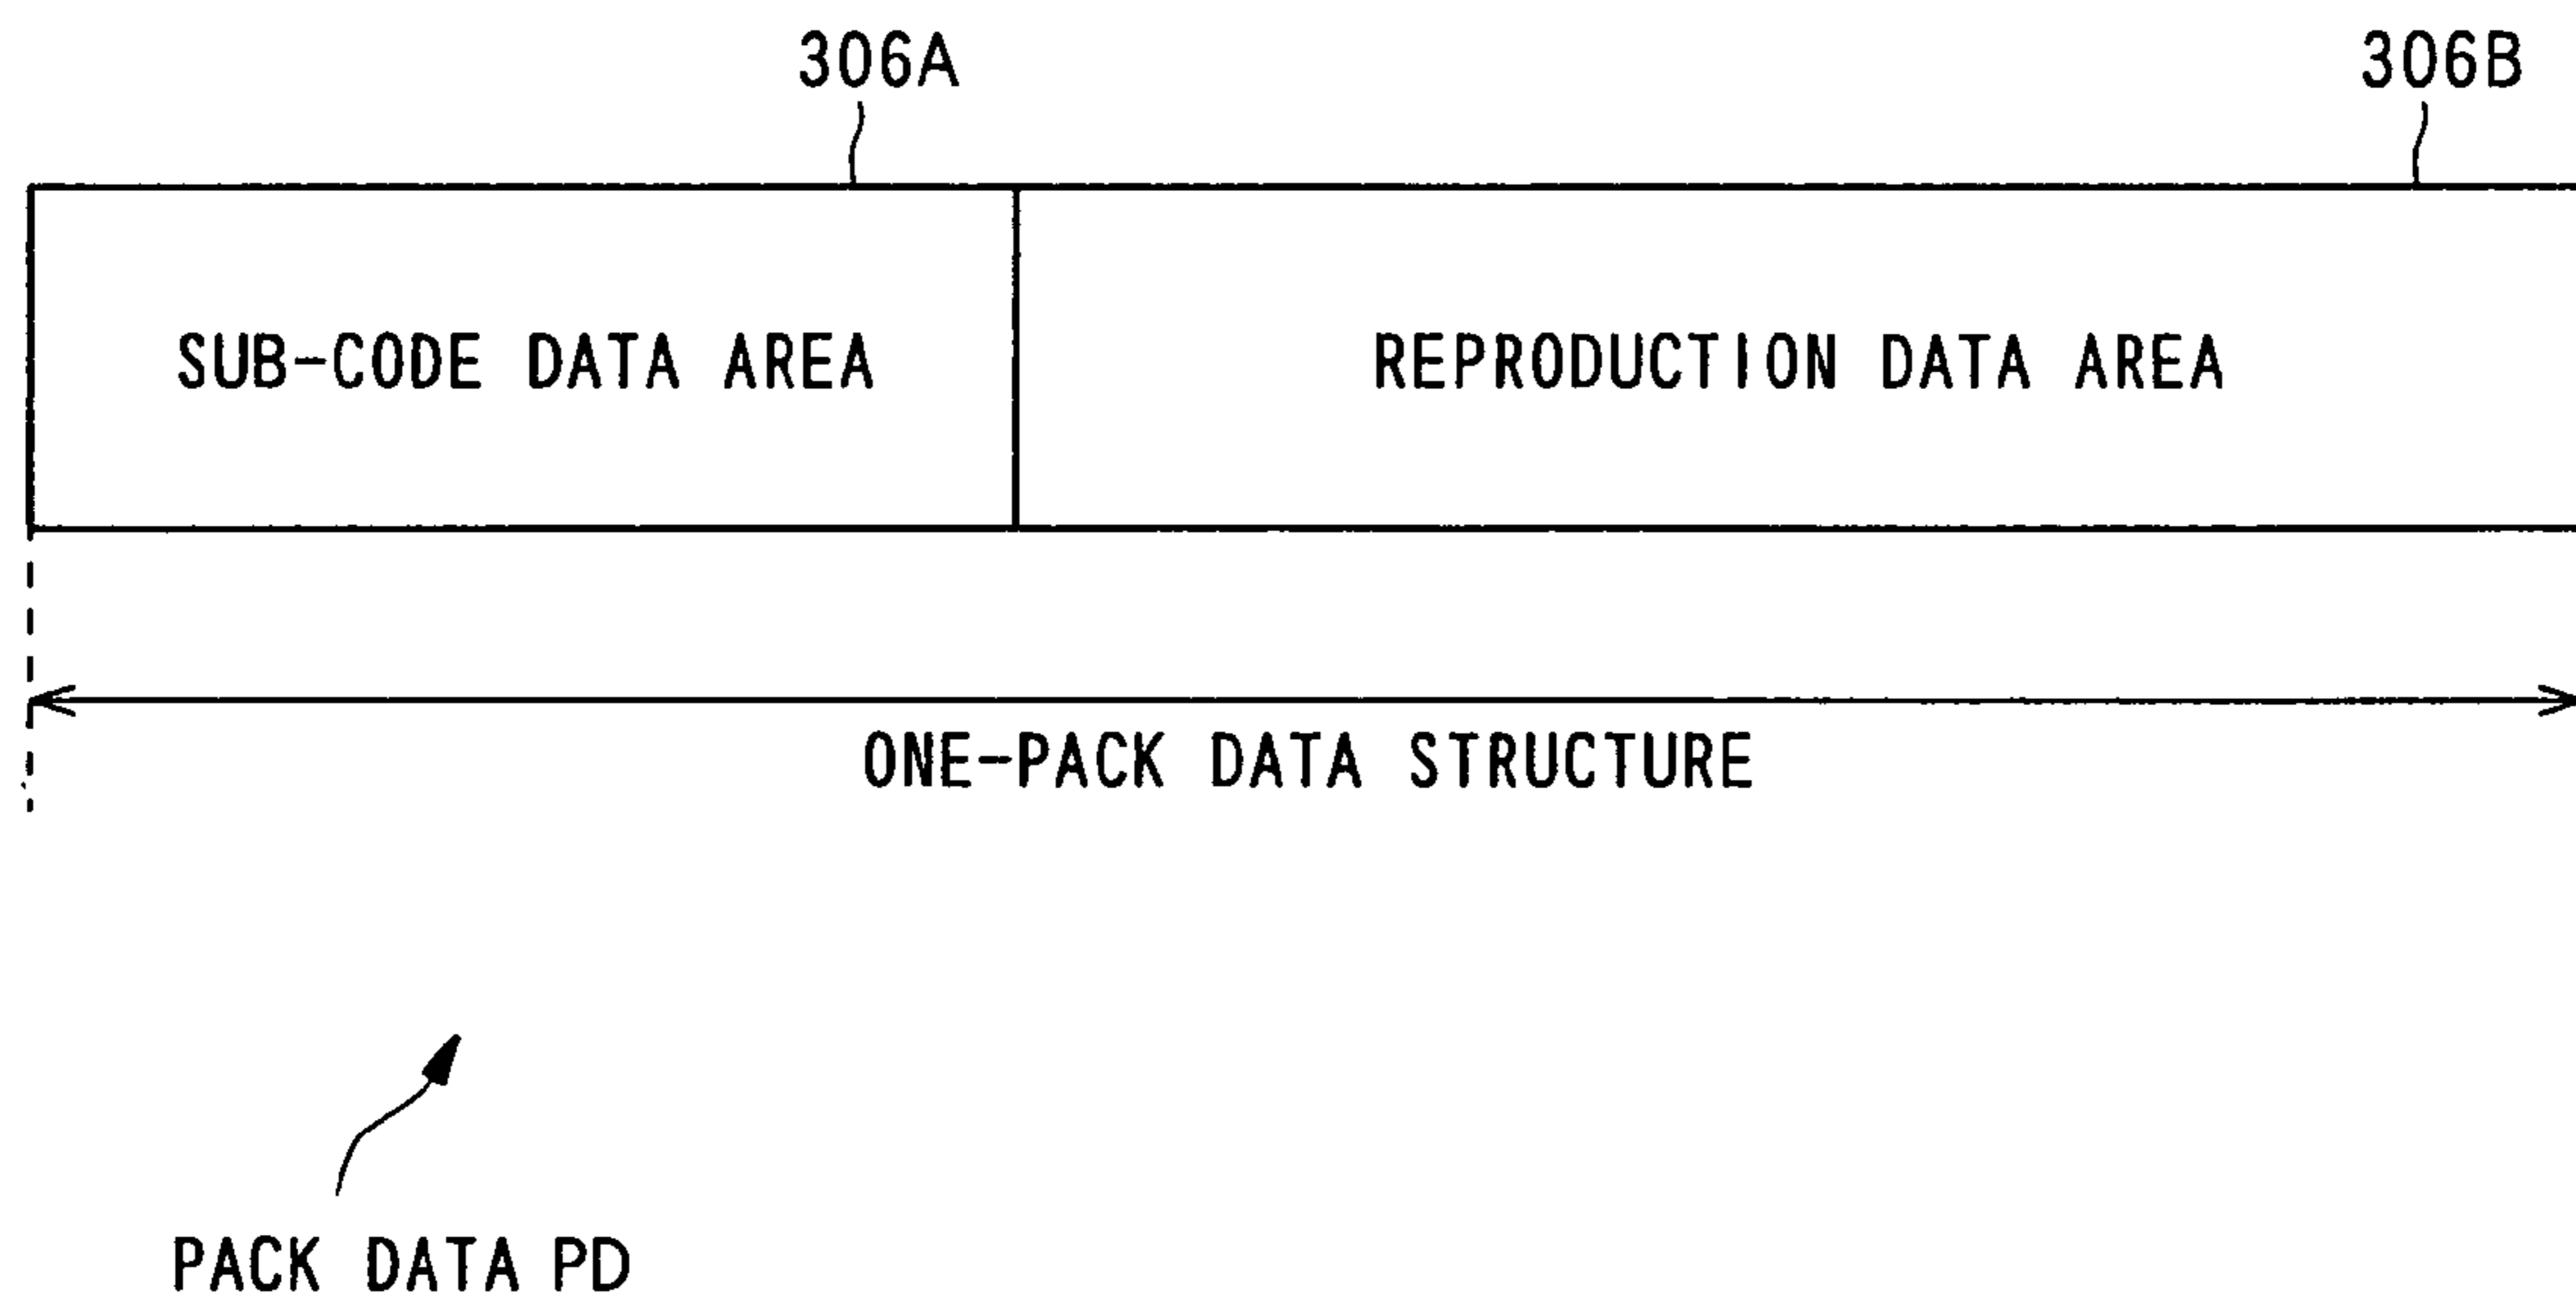 306A 306B
SUB-CODE DATA AREA REPRODUCTION DATA AREA
ONE-PACK DATA STRUCTURE
PACK DATA PD